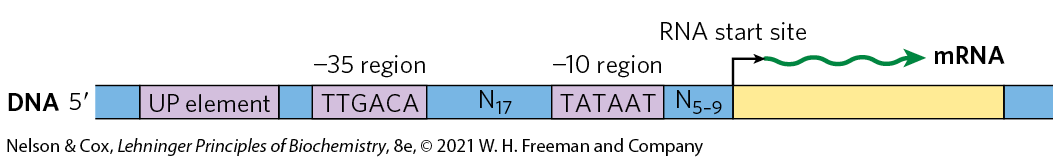 RNA start site
−35 region
−10 region
mRNA
DNA 5′ UP element TTGACA N₁₇ TATAAT N₅₋₉
Nelson & Cox, Lehninger Principles of Biochemistry, 8e, © 2021 W. H. Freeman and Company